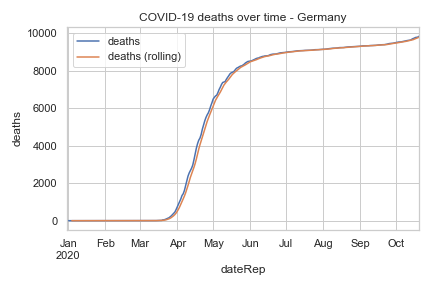 COVID-19 deaths over time - Germany
deaths
deaths (rolling)
10000
8000
6000
4000
2000
0
deaths
Jan Feb Mar Apr May Jun Jul Aug Sep Oct
2020
dateRep